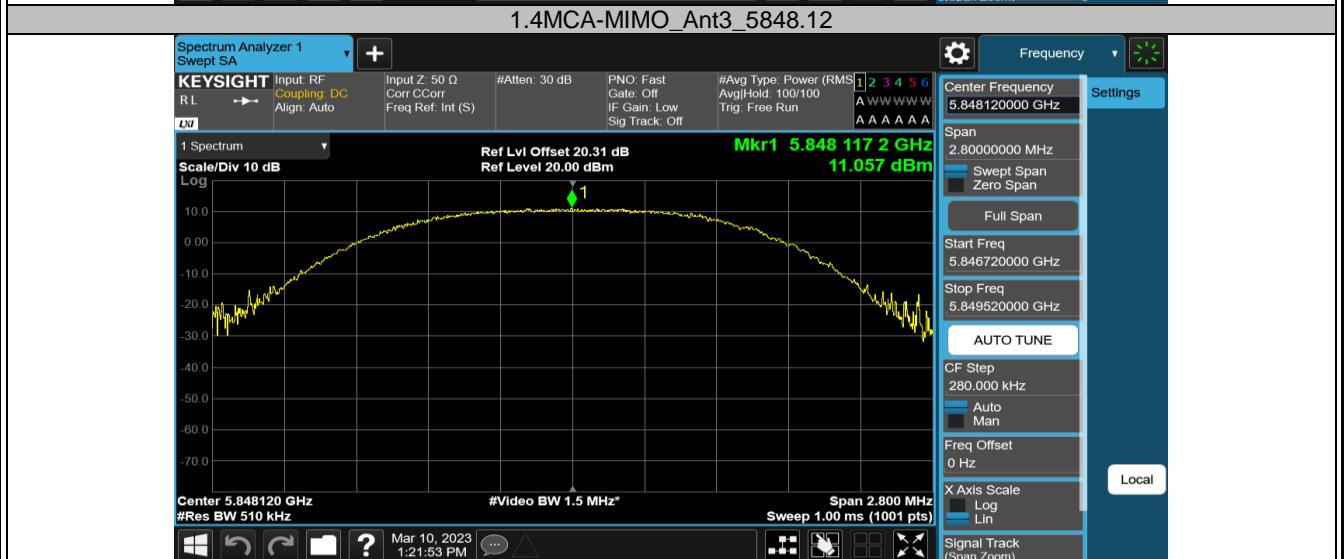 1.4MCA-MIMO_Ant3_5848.12
Spectrum Analyzer 1
Swept SA
+
Frequency
KEYSIGHT
RL
LXI
Input: RF
Coupling: DC
Align: Auto
Input Z: 50 Ω
Corr CCorr
Freq Ref: Int (S)
#Atten: 30 dB
PNO: Fast
Gate: Off
IF Gain: Low
Sig Track: Off
#Avg Type: Power (RMS
Avg|Hold: 100/100
Trig: Free Run
1 2 3 4 5 6
A W W W W W
A A A A A A
1 Spectrum
Scale/Div 10 dB
Log
Ref Lvl Offset 20.31 dB
Ref Level 20.00 dBm
Mkr1 5.848 117 2 GHz
11.057 dBm
1
10.0
0.00
-10.0
-20.0
-30.0
-40.0
-50.0
-60.0
-70.0
Center 5.848120 GHz
#Res BW 510 kHz
#Video BW 1.5 MHz*
Span 2.800 MHz
Sweep 1.00 ms (1001 pts)
Center Frequency
5.848120000 GHz
Settings
Span
2.80000000 MHz
Swept Span
Zero Span
Full Span
Start Freq
5.846720000 GHz
Stop Freq
5.849520000 GHz
AUTO TUNE
CF Step
280.000 kHz
Auto
Man
Freq Offset
0 Hz
X Axis Scale
Log
Lin
Local
Signal Track
(Span Zoom)
?
Mar 10, 2023
1:21:53 PM